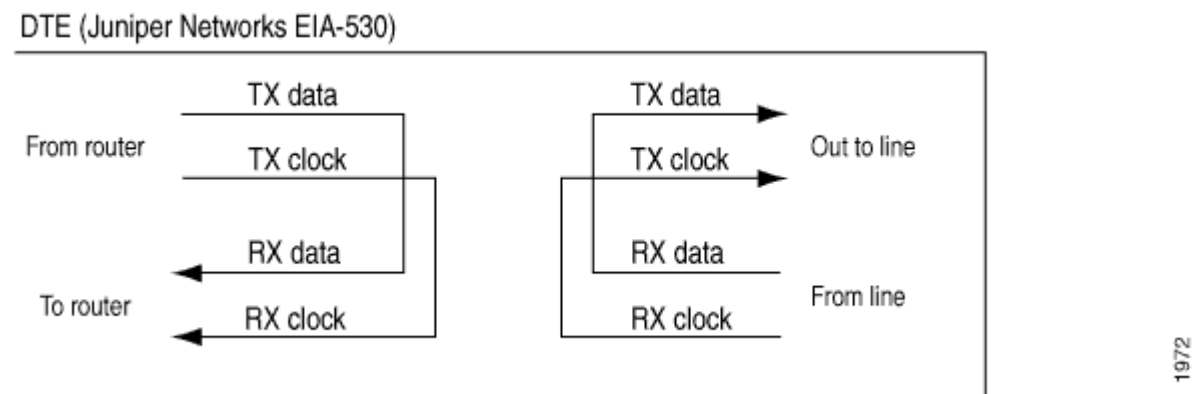 DTE (Juniper Networks EIA-530)
TX data
TX data
From router
Out to line
TX clock
TX clock
RX data
RX data
To router
From line
RX clock
RX clock
1972